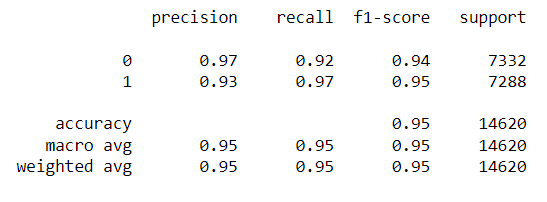 precision recall f1-score support
0 0.97 0.92 0.94 7332
1 0.93 0.97 0.95 7288
accuracy 0.95 14620
macro avg 0.95 0.95 0.95 14620
weighted avg 0.95 0.95 0.95 14620